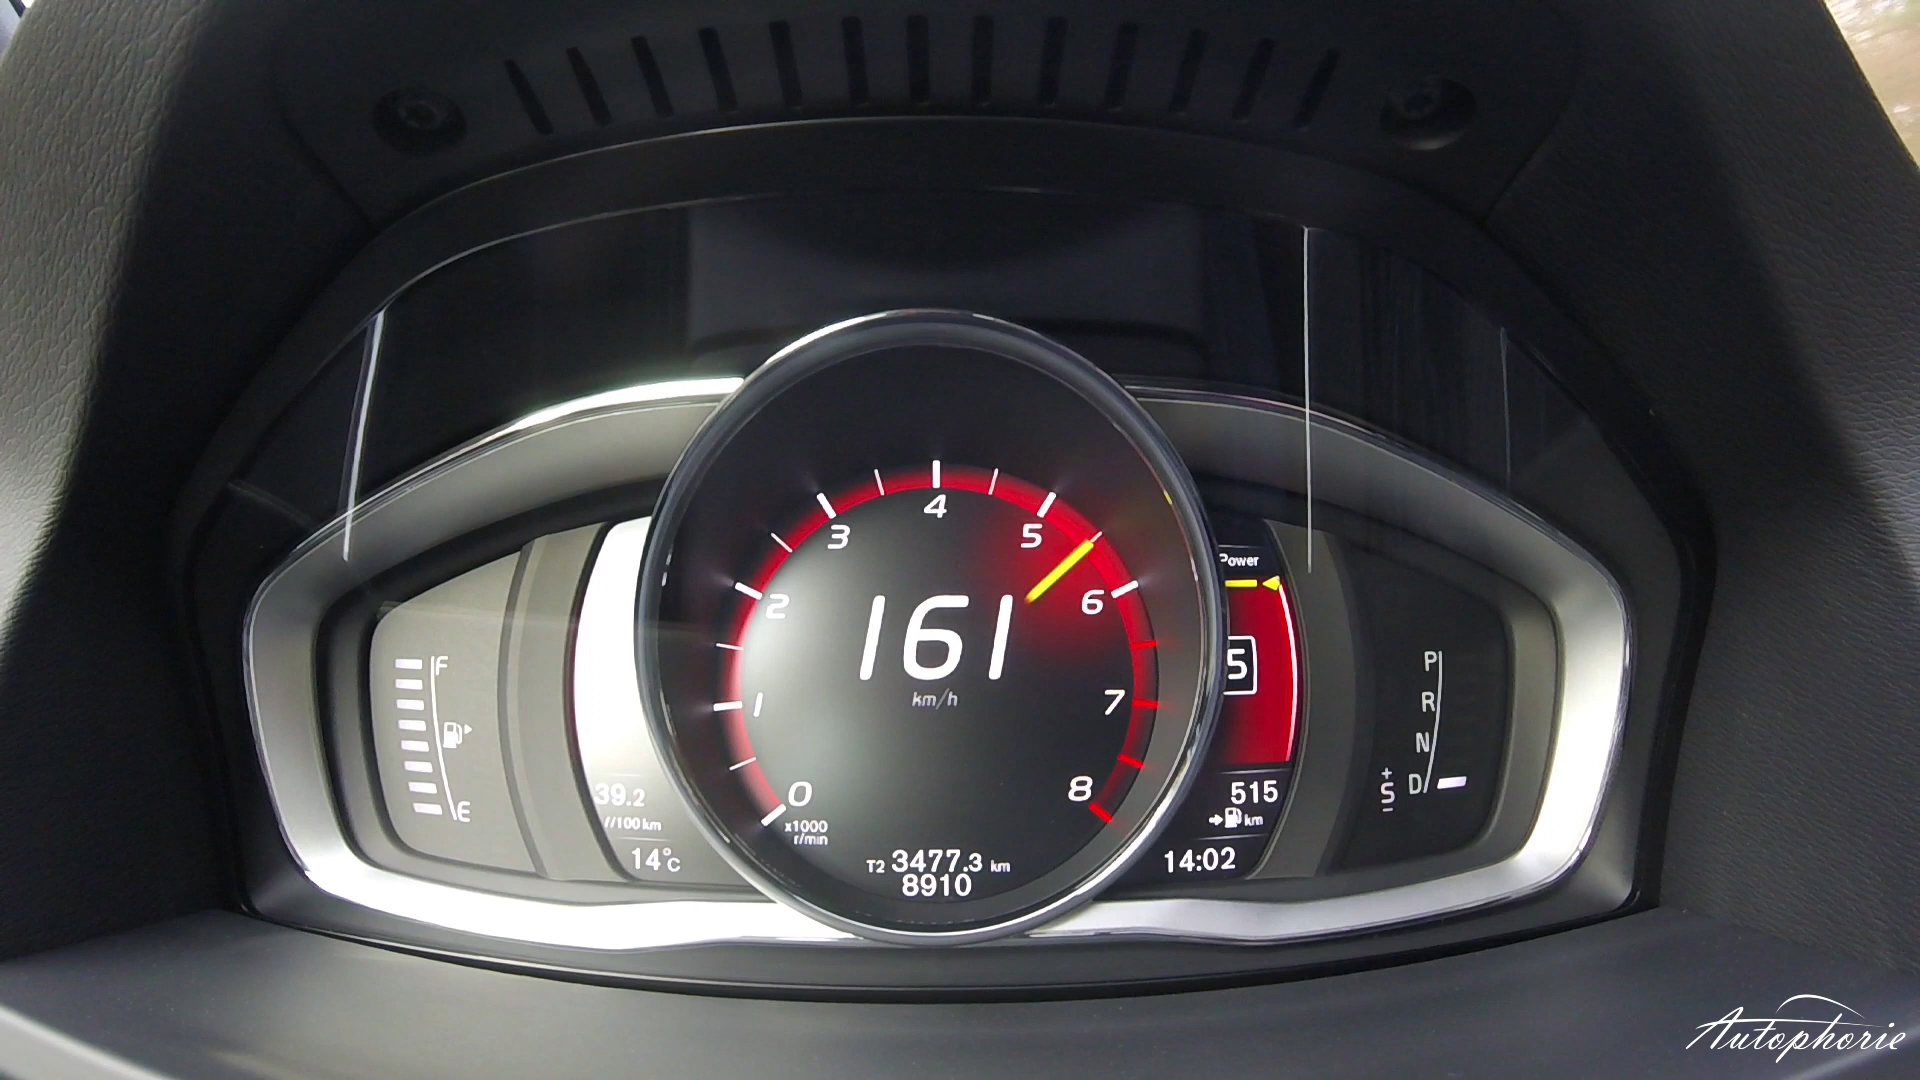 4
3
5
2
6
1
7
0
8
161
km/h
x1000
r/min
T2 3477.3 km
8910
F
E
39.2
l/100km
14°C
Power
5
515
km
14:02
P
R
N
D
+
S
−
Autophorie